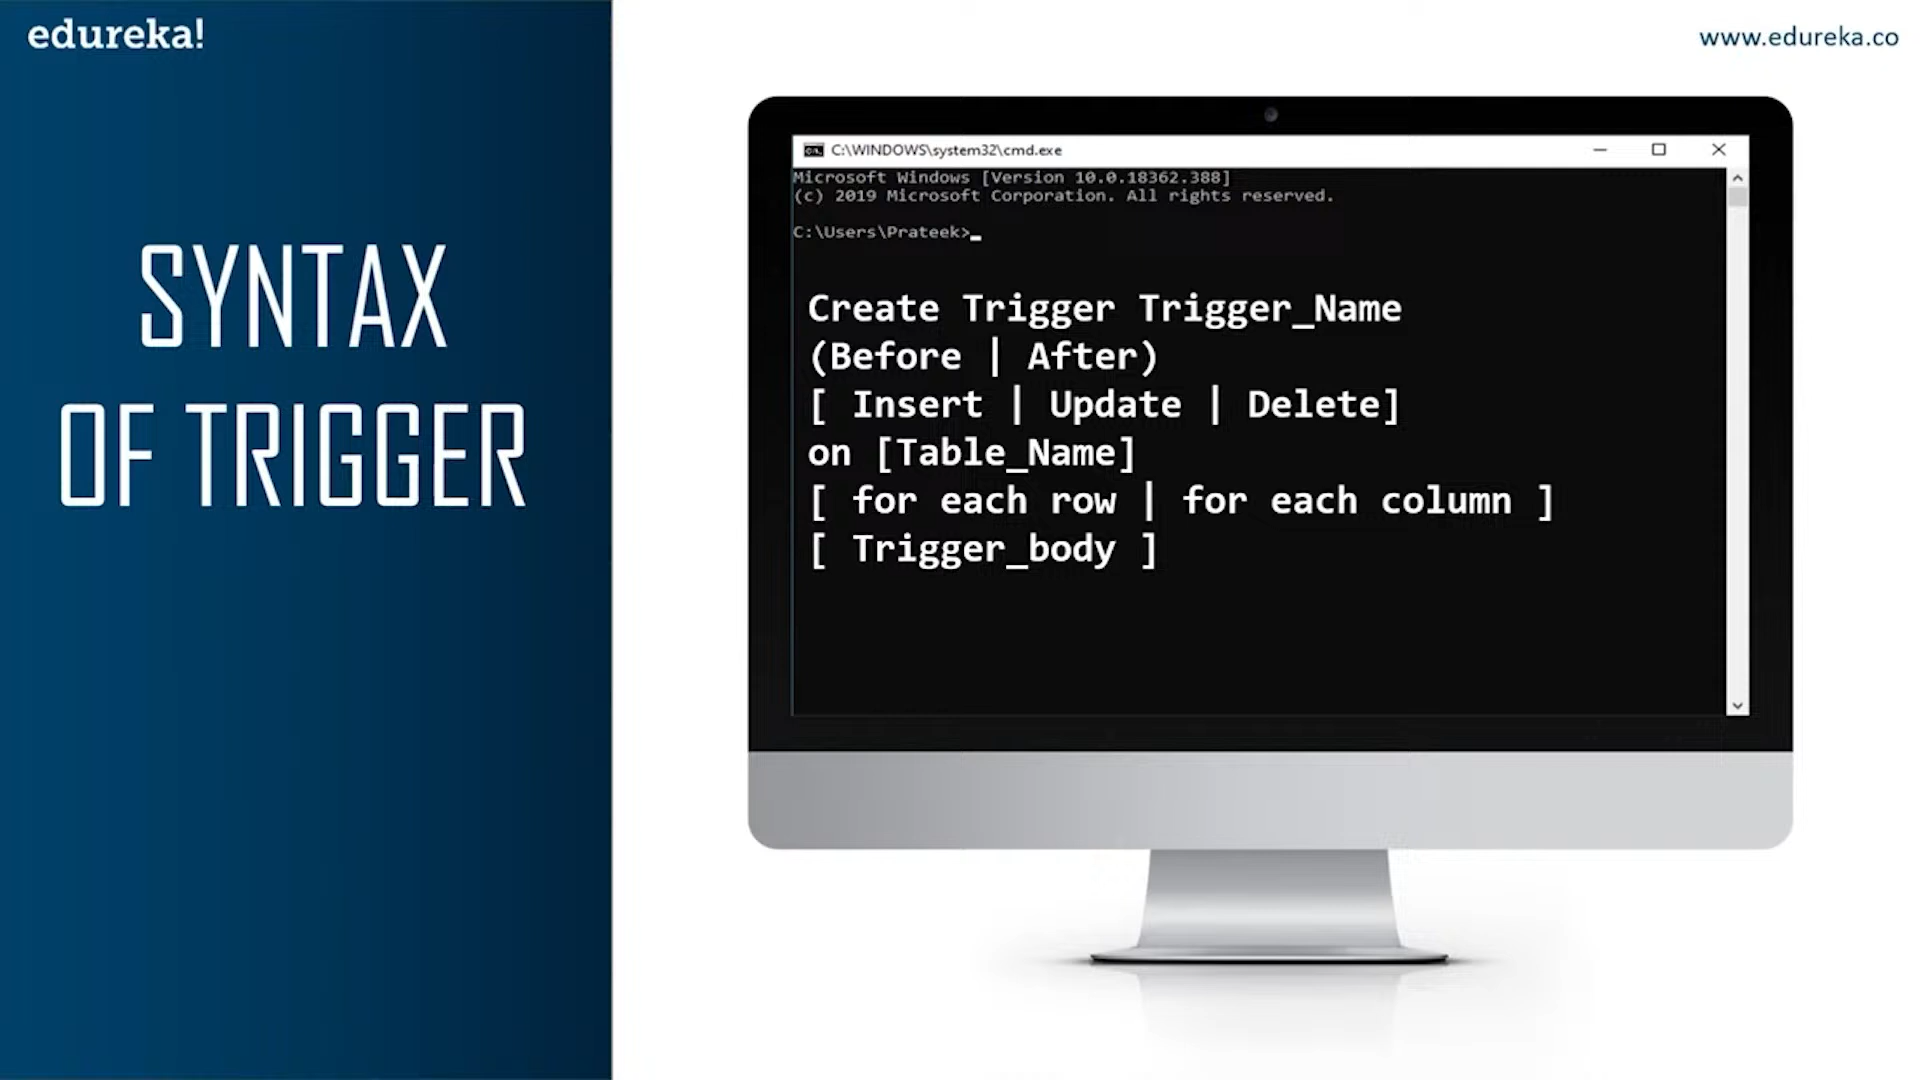 edureka!
www.edureka.co
SYNTAX
OF TRIGGER
C:\WINDOWS\system32\cmd.exe
Microsoft Windows [Version 10.0.18362.388]
(c) 2019 Microsoft Corporation. All rights reserved.
C:\Users\Prateek>_
Create Trigger Trigger_Name
(Before | After)
[ Insert | Update | Delete]
on [Table_Name]
[ for each row | for each column ]
[ Trigger_body ]